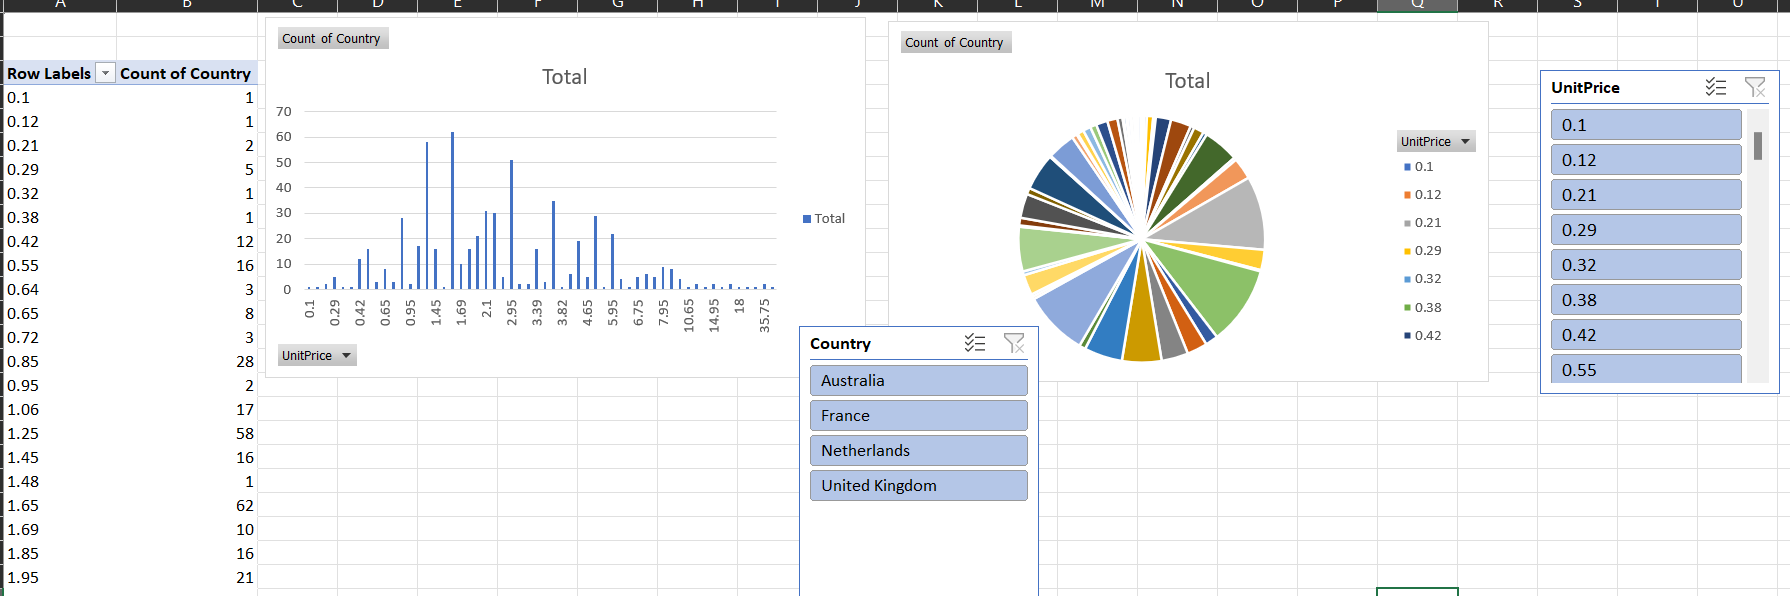 A B C D E F G H I J K L M N O P Q R S T U
Row Labels Count of Country
0.1 1
0.12 1
0.21 2
0.29 5
0.32 1
0.38 1
0.42 12
0.55 16
0.64 3
0.65 8
0.72 3
0.85 28
0.95 2
1.06 17
1.25 58
1.45 16
1.48 1
1.65 62
1.69 10
1.85 16
1.95 21
Count of Country
Total
70
60
50
40
30
20
10
0
0.1 0.29 0.42 0.65 0.95 1.45 1.69 2.1 2.95 3.39 3.82 4.65 5.95 6.75 7.95 10.65 14.95 18 35.75
Total
UnitPrice
Country
Australia
France
Netherlands
United Kingdom
Count of Country
Total
UnitPrice
0.1
0.12
0.21
0.29
0.32
0.38
0.42
UnitPrice
0.1
0.12
0.21
0.29
0.32
0.38
0.42
0.55